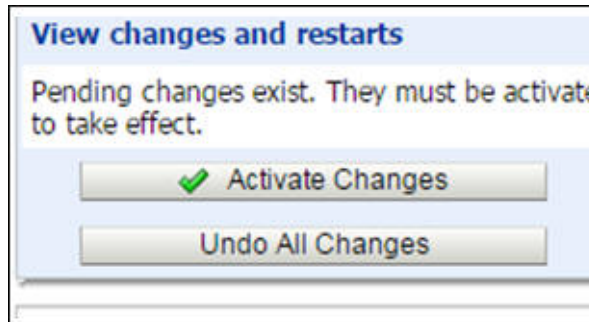 View changes and restarts
Pending changes exist. They must be activate
to take effect.
Activate Changes
Undo All Changes